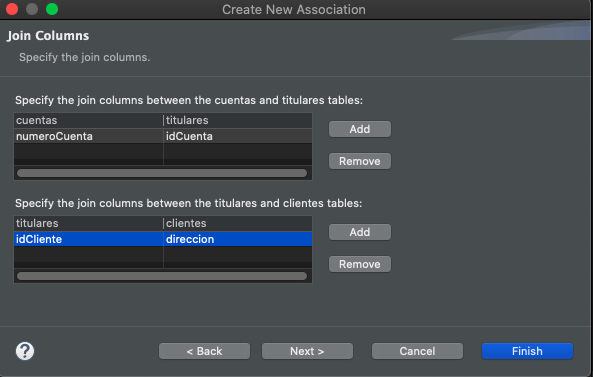 Create New Association
Join Columns
Specify the join columns.
Specify the join columns between the cuentas and titulares tables:
cuentas titulares
numeroCuenta idCuenta
Add
Remove
Specify the join columns between the titulares and clientes tables:
titulares clientes
idCliente direccion
Add
Remove
?
< Back Next > Cancel Finish